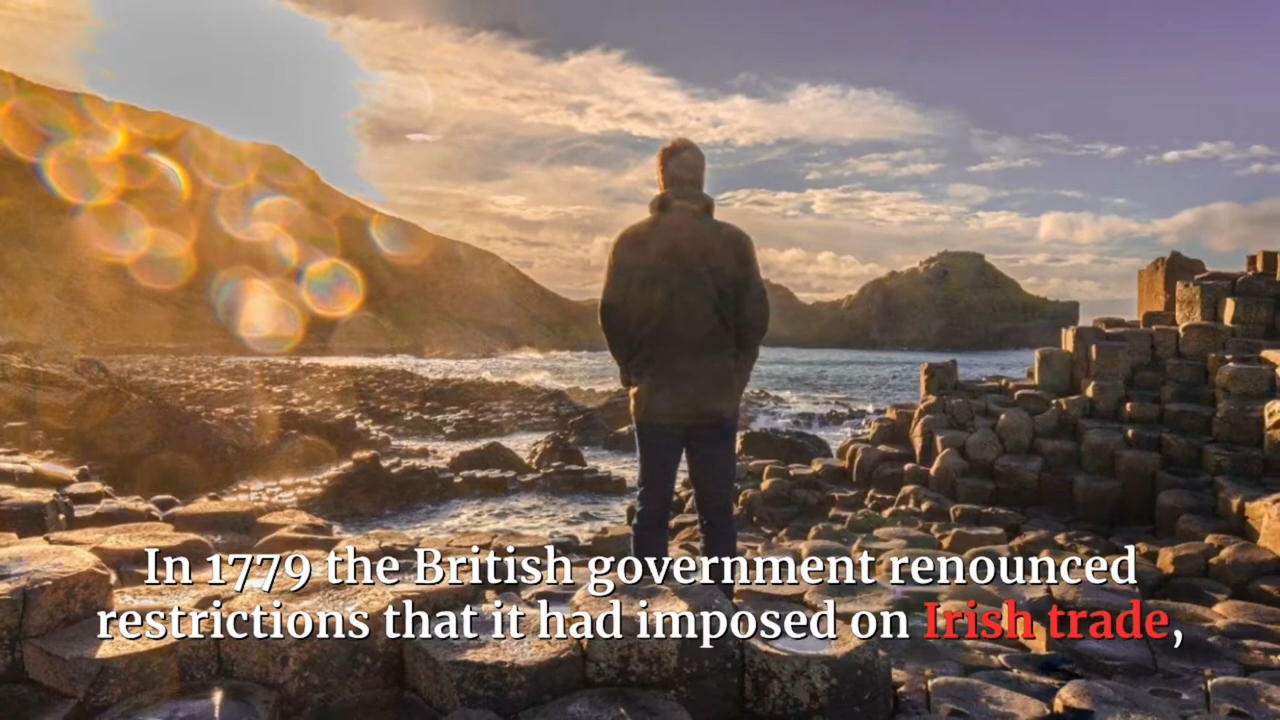 In 1779 the British government renounced
restrictions that it had imposed on Irish trade,